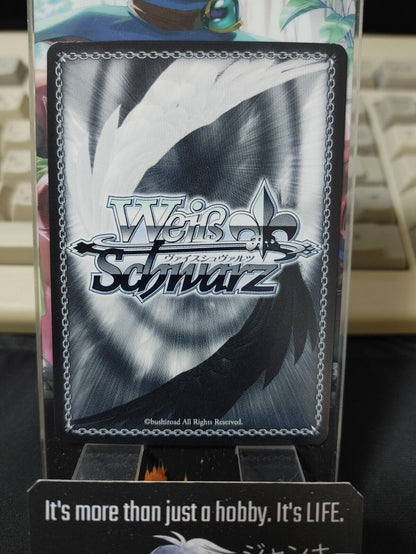 Weiß
ヴァイスシュヴァルツ
Schwarz
©bushiroad All Rights Reserved.
It's more than just a hobby. It's LIFE.